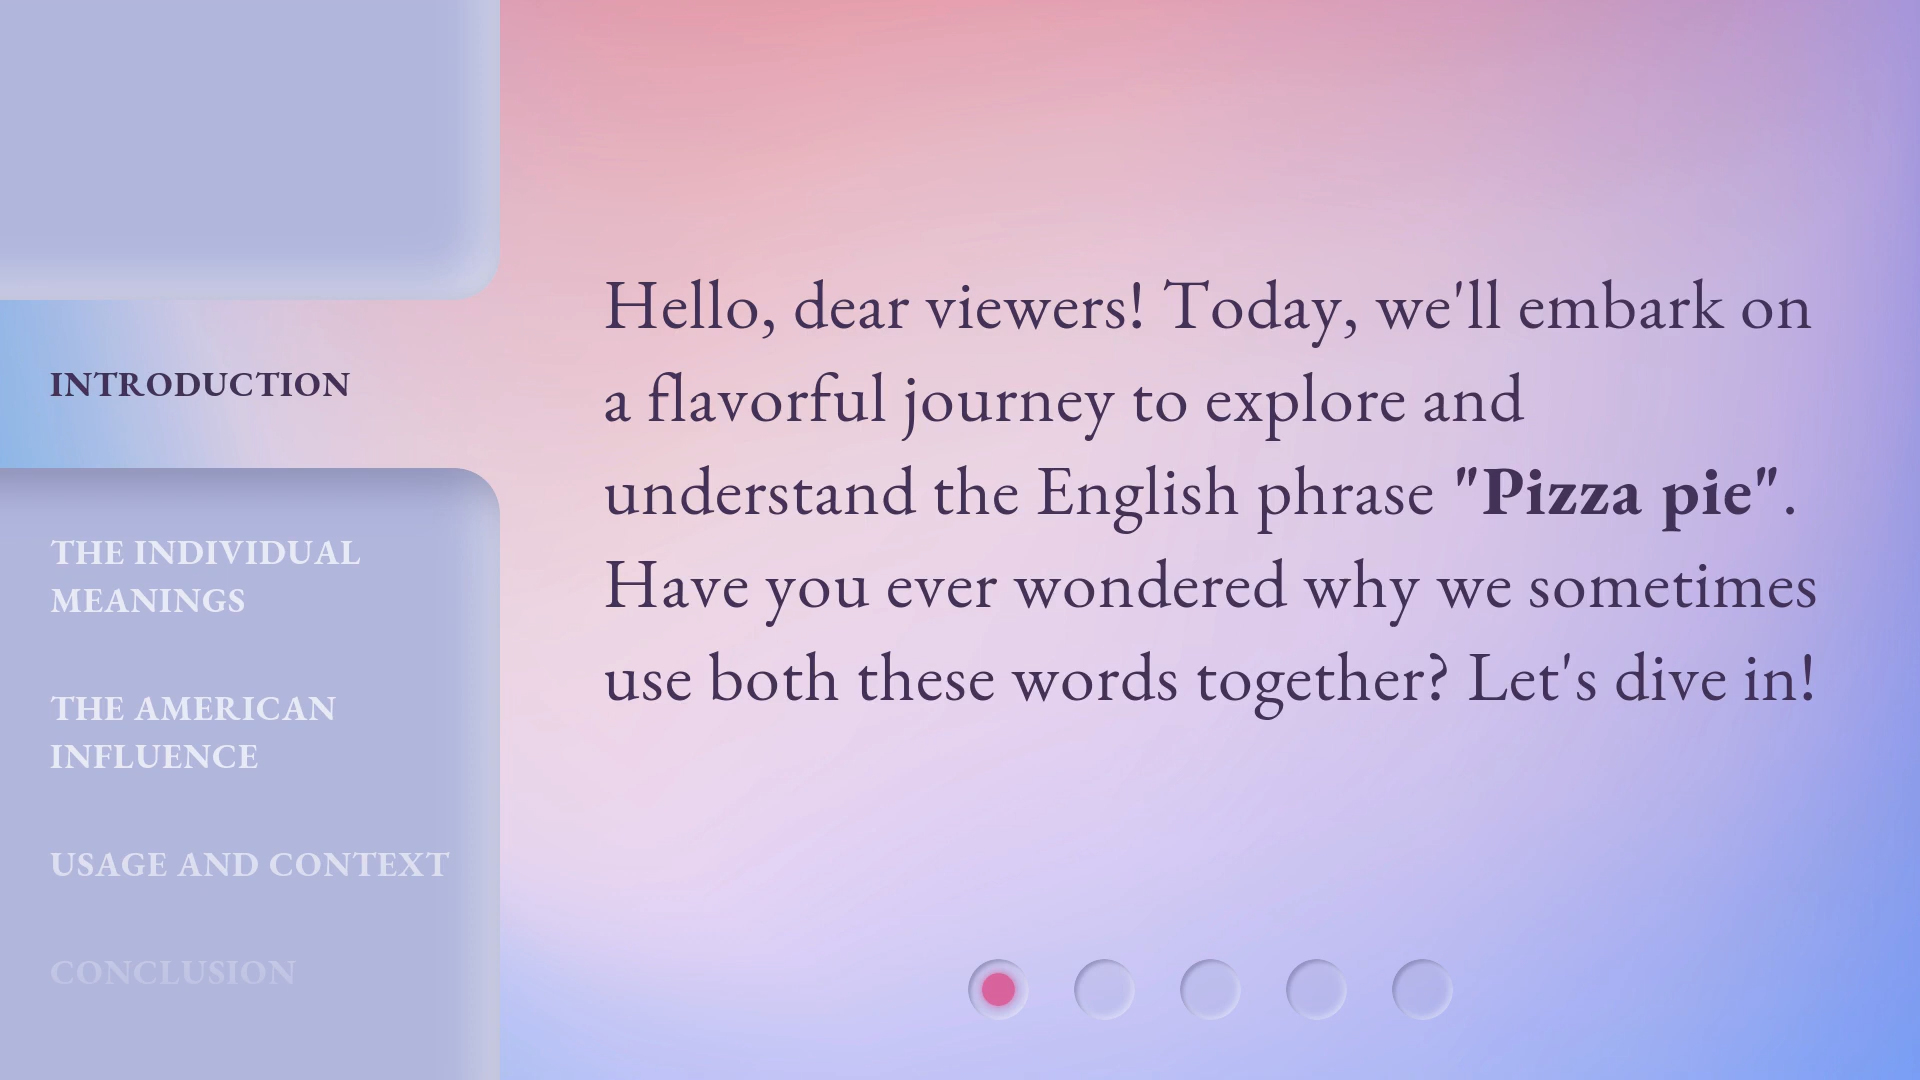 INTRODUCTION
THE INDIVIDUAL
MEANINGS
THE AMERICAN
INFLUENCE
USAGE AND CONTEXT
CONCLUSION
Hello, dear viewers! Today, we'll embark on
a flavorful journey to explore and
understand the English phrase "Pizza pie".
Have you ever wondered why we sometimes
use both these words together? Let's dive in!